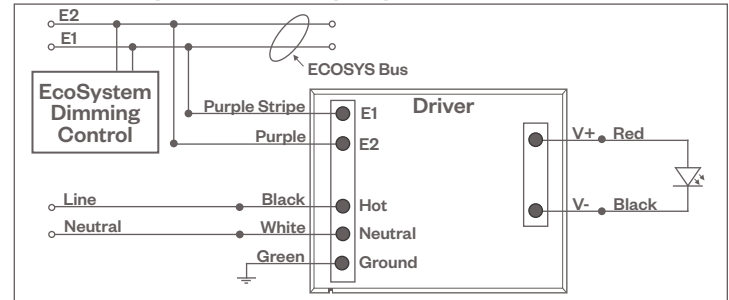 E2
E1
ECOSYS Bus
EcoSystem
Dimming
Control
Purple Stripe
E1
Driver
Purple
E2
V+
Red
Line
Black
Hot
V-
Black
Neutral
White
Neutral
Green
Ground